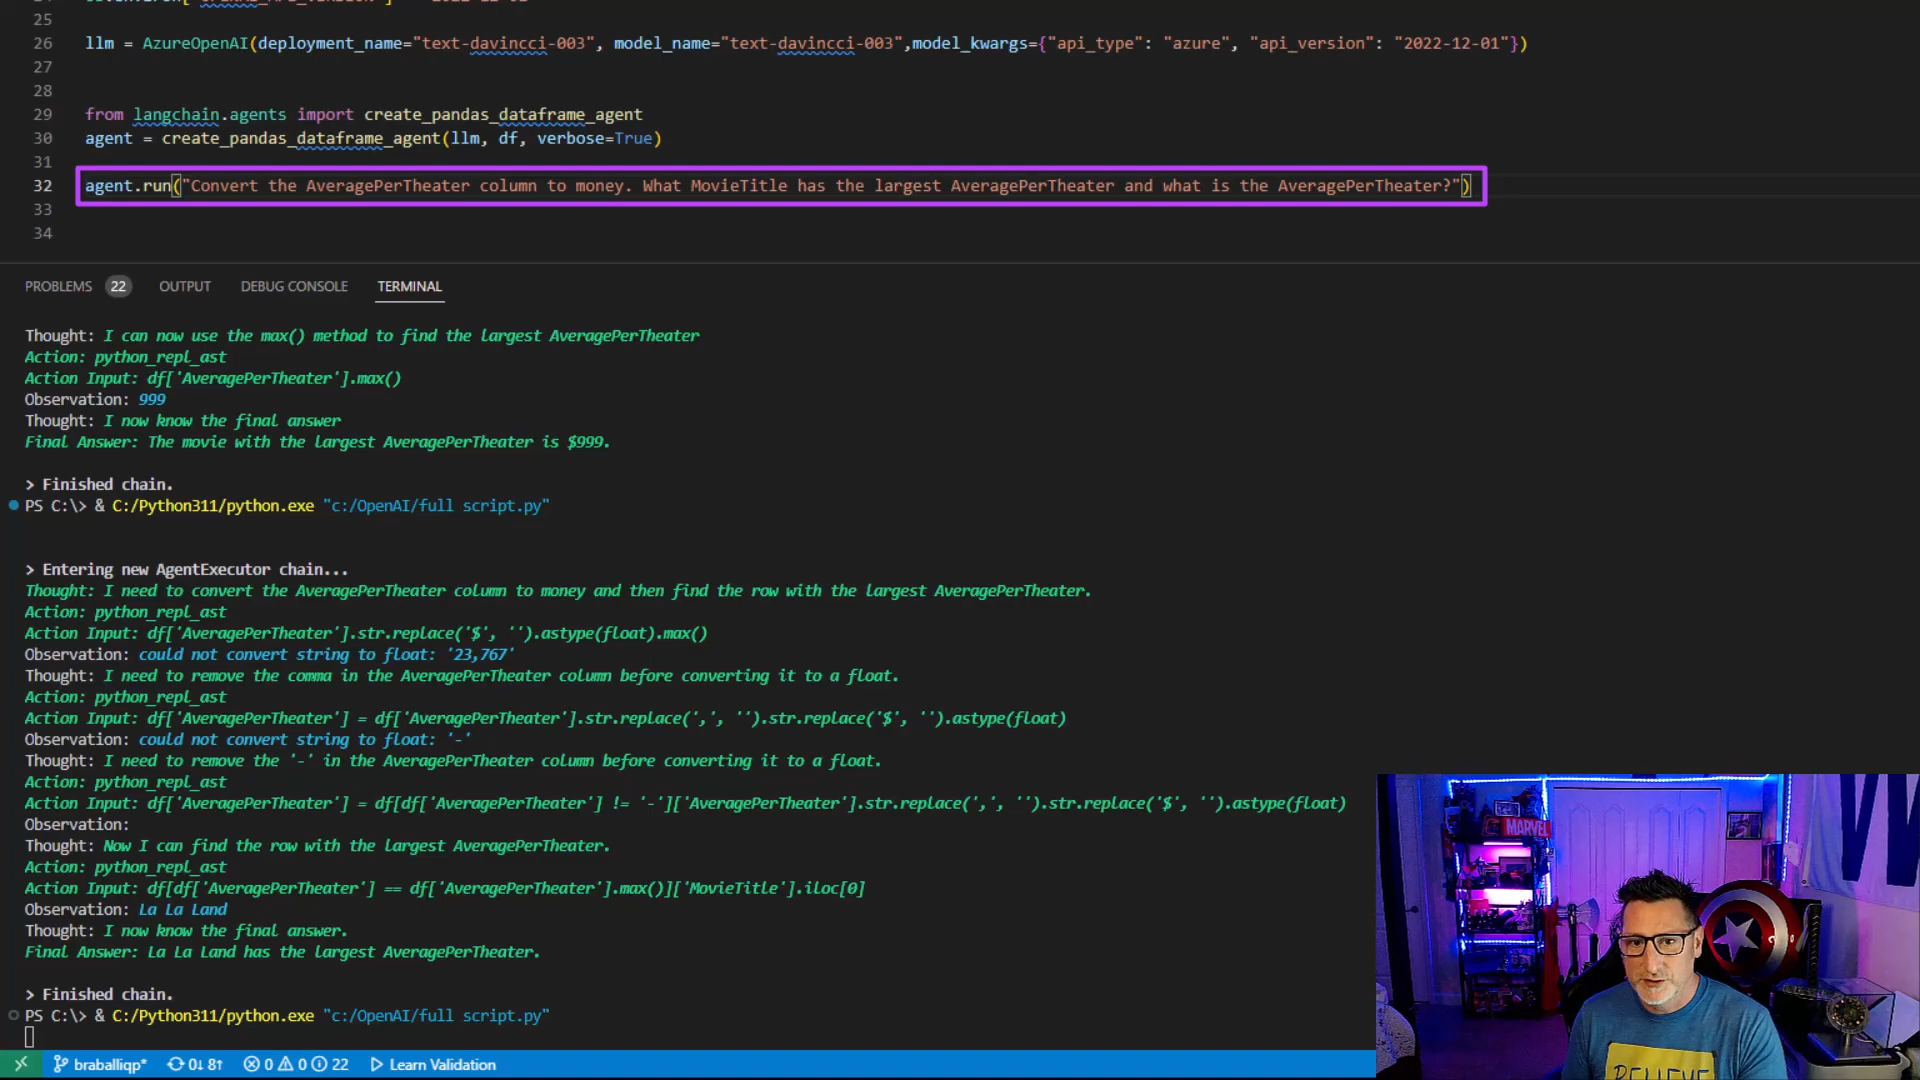 25
26 llm = AzureOpenAI(deployment_name="text-davincci-003", model_name="text-davincci-003",model_kwargs={"api_type": "azure", "api_version": "2022-12-01"})
27
28
29 from langchain.agents import create_pandas_dataframe_agent
30 agent = create_pandas_dataframe_agent(llm, df, verbose=True)
31
32 agent.run("Convert the AveragePerTheater column to money. What MovieTitle has the largest AveragePerTheater and what is the AveragePerTheater?")
33
34
PROBLEMS 22 OUTPUT DEBUG CONSOLE TERMINAL
Thought: I can now use the max() method to find the largest AveragePerTheater
Action: python_repl_ast
Action Input: df['AveragePerTheater'].max()
Observation: 999
Thought: I now know the final answer
Final Answer: The movie with the largest AveragePerTheater is $999.
> Finished chain.
PS C:\> & C:/Python311/python.exe "c:/OpenAI/full script.py"
> Entering new AgentExecutor chain...
Thought: I need to convert the AveragePerTheater column to money and then find the row with the largest AveragePerTheater.
Action: python_repl_ast
Action Input: df['AveragePerTheater'].str.replace('$', '').astype(float).max()
Observation: could not convert string to float: '23,767'
Thought: I need to remove the comma in the AveragePerTheater column before converting it to a float.
Action: python_repl_ast
Action Input: df['AveragePerTheater'] = df['AveragePerTheater'].str.replace(',', '').str.replace('$', '').astype(float)
Observation: could not convert string to float: '-'
Thought: I need to remove the '-' in the AveragePerTheater column before converting it to a float.
Action: python_repl_ast
Action Input: df['AveragePerTheater'] = df[df['AveragePerTheater'] != '-']['AveragePerTheater'].str.replace(',', '').str.replace('$', '').astype(float)
Observation:
Thought: Now I can find the row with the largest AveragePerTheater.
Action: python_repl_ast
Action Input: df[df['AveragePerTheater'] == df['AveragePerTheater'].max()]['MovieTitle'].iloc[0]
Observation: La La Land
Thought: I now know the final answer.
Final Answer: La La Land has the largest AveragePerTheater.
> Finished chain.
PS C:\> & C:/Python311/python.exe "c:/OpenAI/full script.py"
MARVEL
BELIEVE
braballiqp* 0↓ 8↑ 0 0 22 Learn Validation